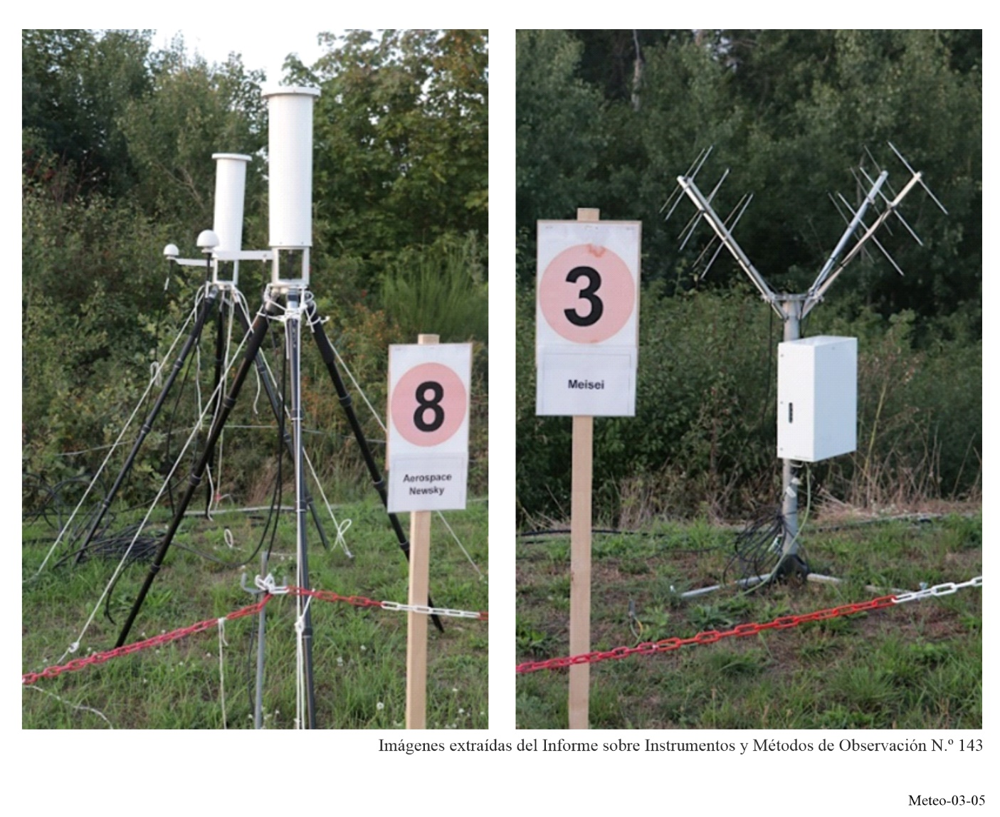 8
Aerospace
Newsky
3
Meisei
Imágenes extraídas del Informe sobre Instrumentos y Métodos de Observación N.º 143
Meteo-03-05